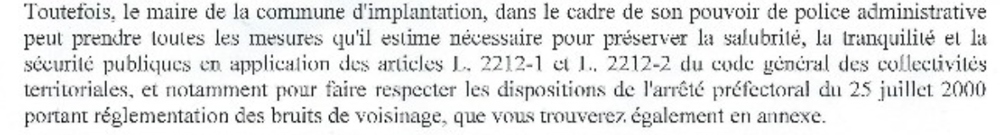 Toutefois, le maire de la commune d'implantation, dans le cadre de son pouvoir de police administrative
peut prendre toutes les mesures qu'il estime nécessaire pour préserver la salubrité, la tranquilité et la
sécurité publiques en application des articles L. 2212-1 et L. 2212-2 du code général des collectivités
territoriales, et notamment pour faire respecter les dispositions de l'arrêté préfectoral du 25 juillet 2000
portant réglementation des bruits de voisinage, que vous trouverez également en annexe.